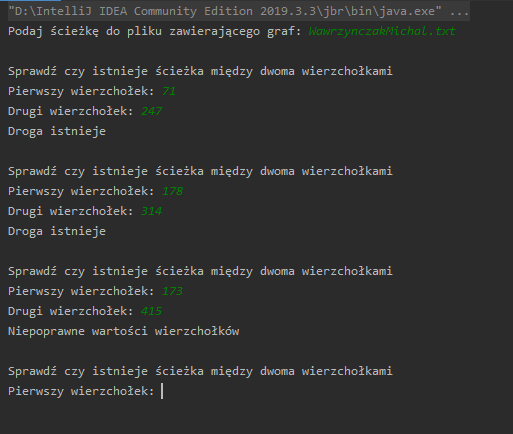 "D:\IntelliJ IDEA Community Edition 2019.3.3\jbr\bin\java.exe" ...
Podaj ścieżkę do pliku zawierającego graf: WawrzynczakMichal.txt
Sprawdź czy istnieje ścieżka między dwoma wierzchołkami
Pierwszy wierzchołek: 71
Drugi wierzchołek: 247
Droga istnieje
Sprawdź czy istnieje ścieżka między dwoma wierzchołkami
Pierwszy wierzchołek: 178
Drugi wierzchołek: 314
Droga istnieje
Sprawdź czy istnieje ścieżka między dwoma wierzchołkami
Pierwszy wierzchołek: 173
Drugi wierzchołek: 415
Niepoprawne wartości wierzchołków
Sprawdź czy istnieje ścieżka między dwoma wierzchołkami
Pierwszy wierzchołek: